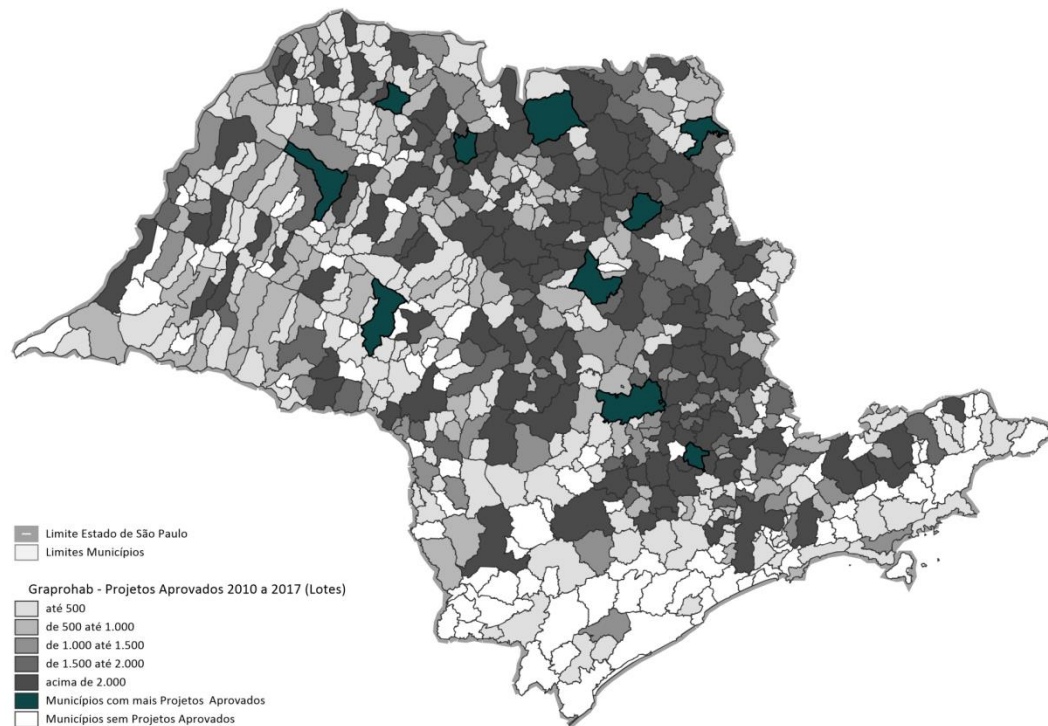 Limite Estado de São Paulo
Limites Municípios
Graprohab - Projetos Aprovados 2010 a 2017 (Lotes)
até 500
de 500 até 1.000
de 1.000 até 1.500
de 1.500 até 2.000
acima de 2.000
Municípios com mais Projetos Aprovados
Municípios sem Projetos Aprovados